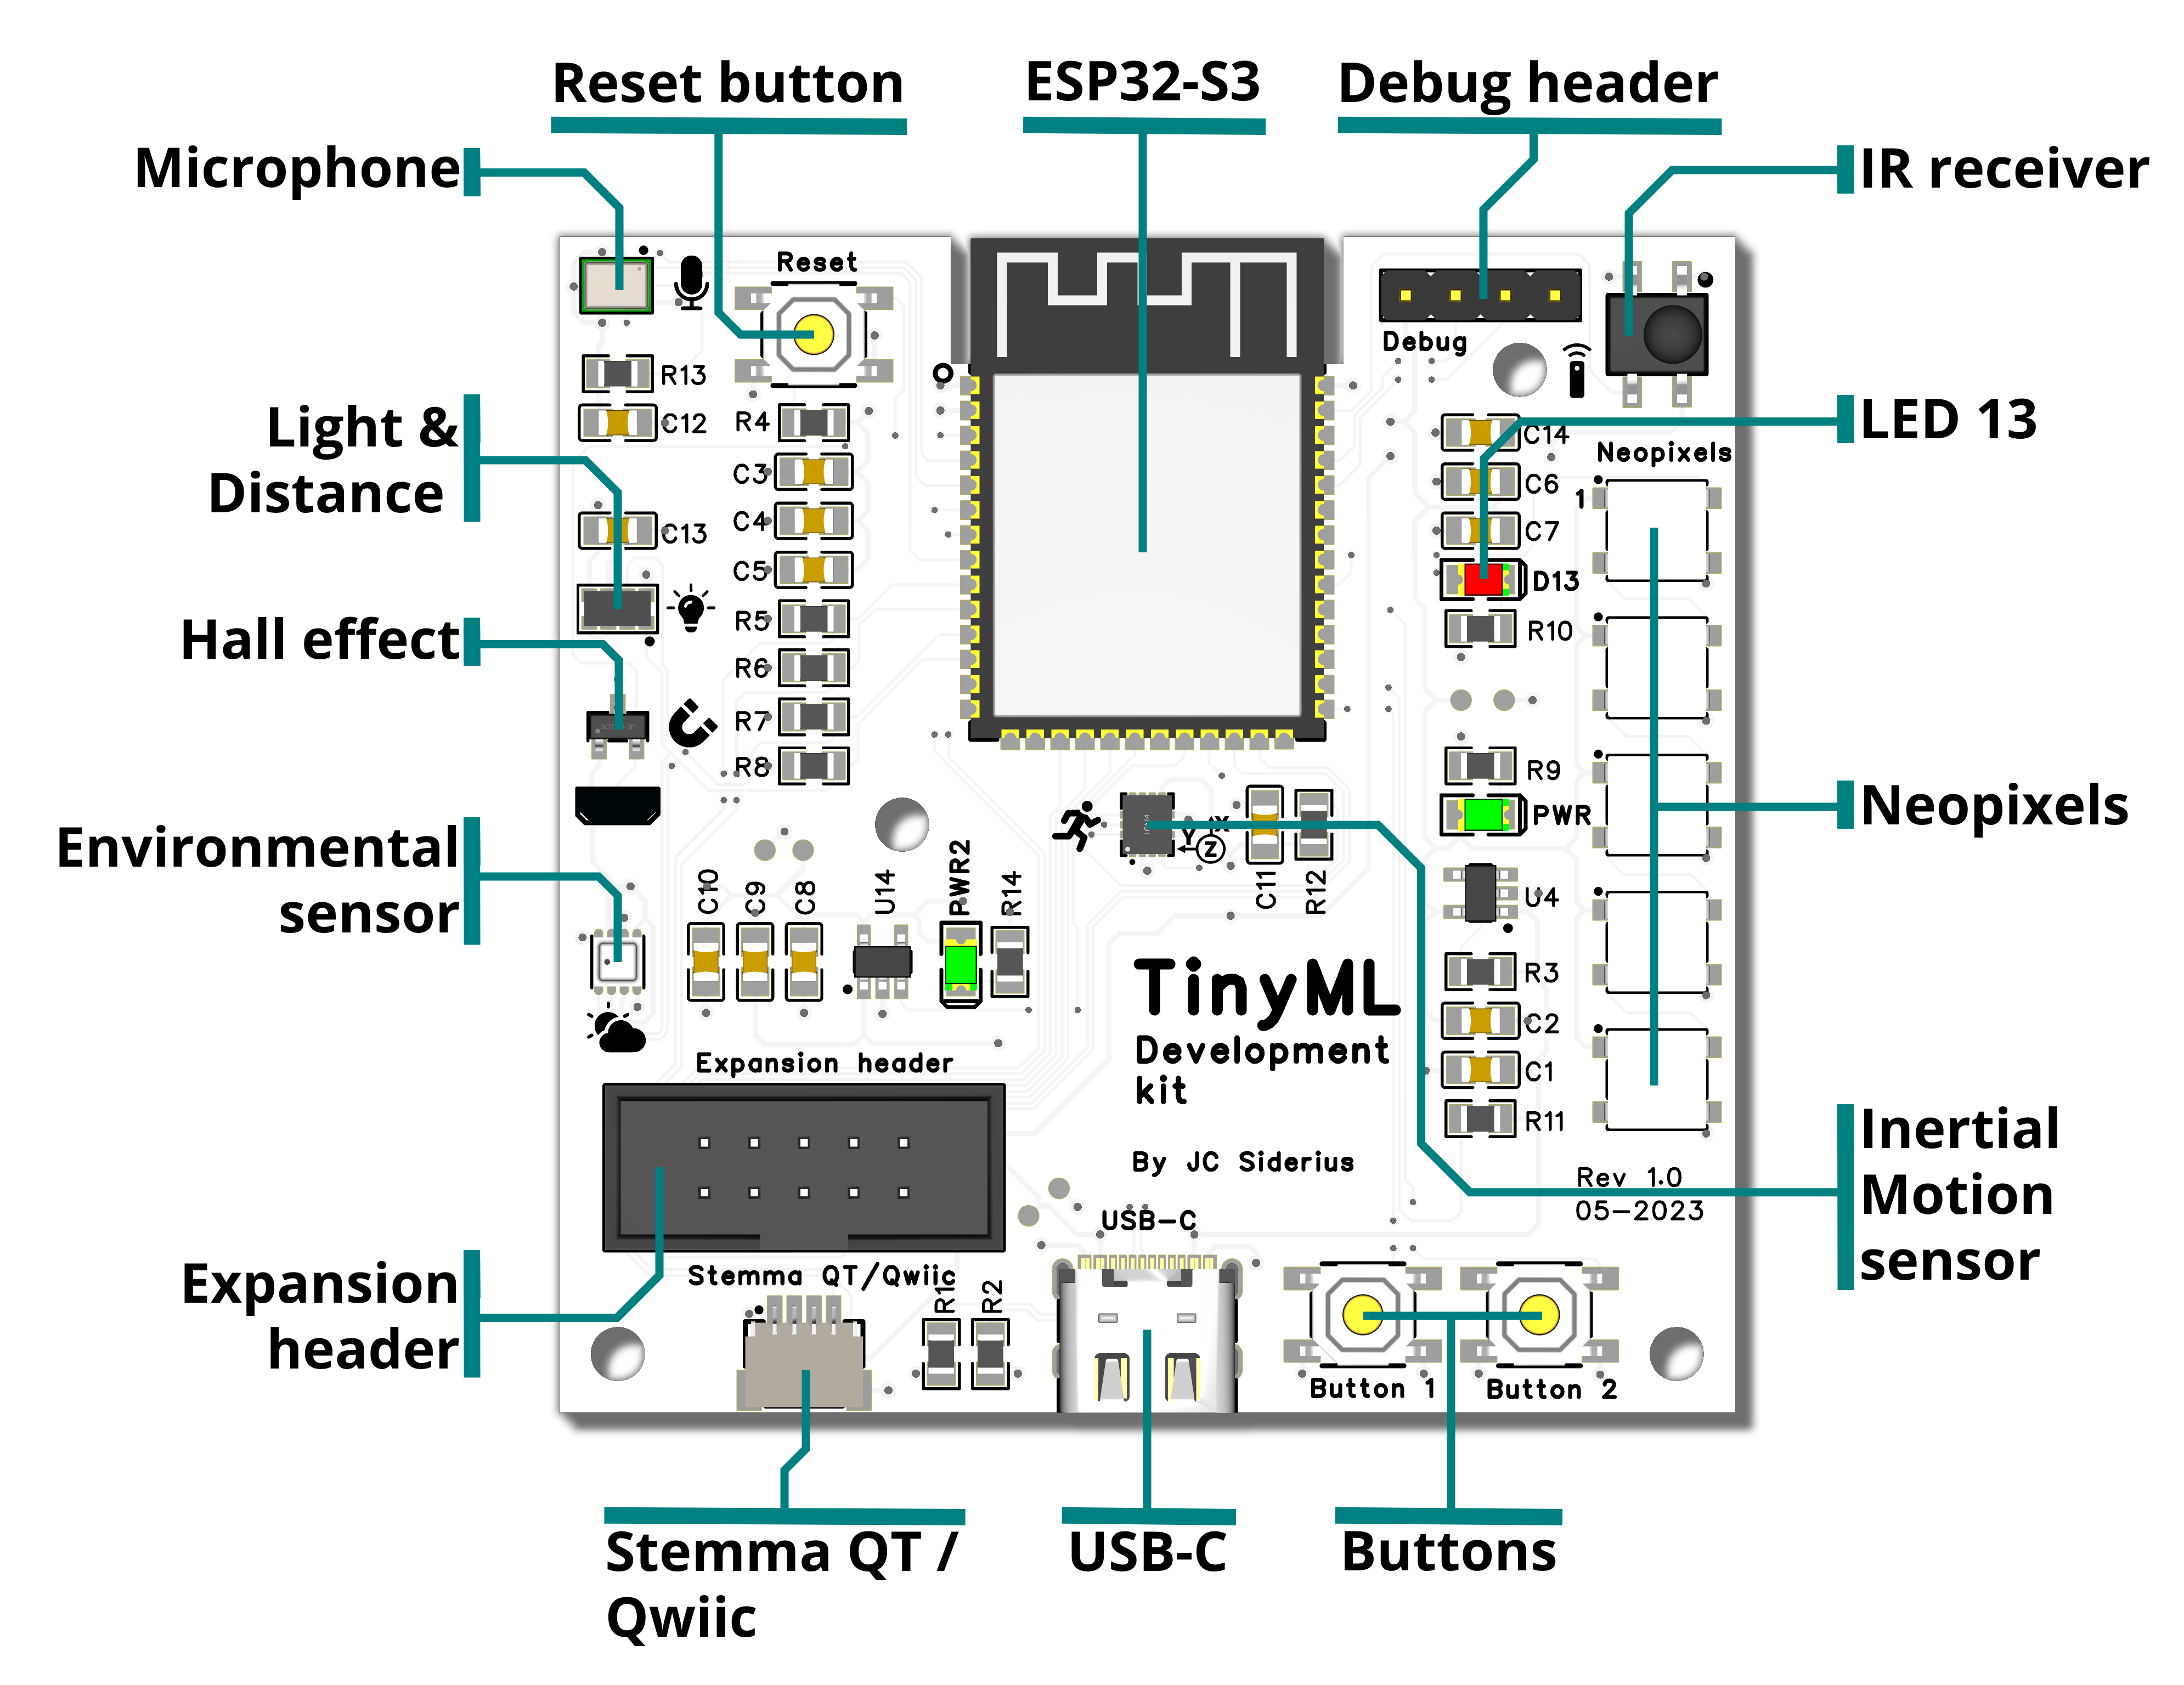 Reset button
ESP32-S3
Debug header
Microphone
IR receiver
Light &
Distance
LED 13
Hall effect
Environmental
sensor
Neopixels
Inertial
Motion
sensor
Expansion
header
Stemma QT /
Qwiic
USB-C
Buttons
Reset
Debug
R13
C12
R4
C14
Neopixels
C3
C6
1
C4
C7
C13
C5
D13
R5
R10
R6
R7
R8
R9
PWR
Y
X
Z
C10
C9
C8
U14
PWR2
R14
C11
R12
U4
TinyML
Development
kit
R3
C2
C1
R11
Expansion header
By JC Siderius
Rev 1.0
05-2023
USB-C
Stemma QT/Qwiic
R1
R2
Button 1
Button 2